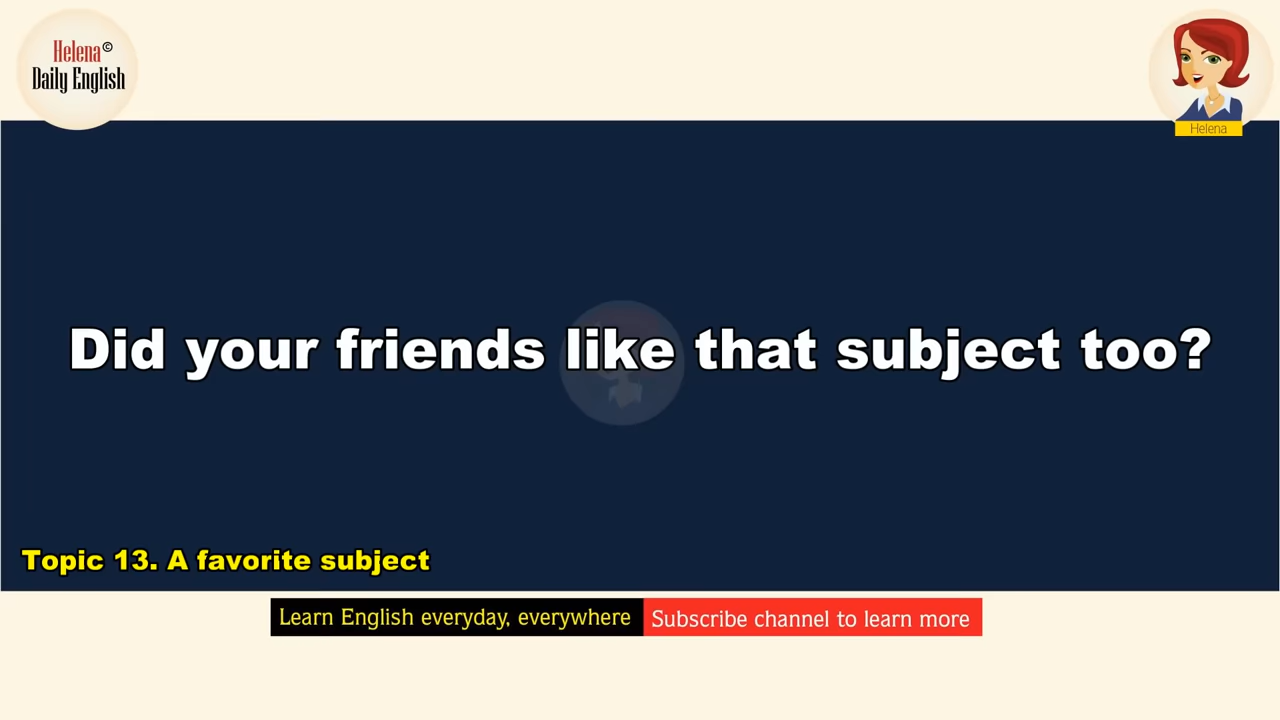 Helena©
Daily English
Helena
Did your friends like that subject too?
Topic 13. A favorite subject
Learn English everyday, everywhere
Subscribe channel to learn more